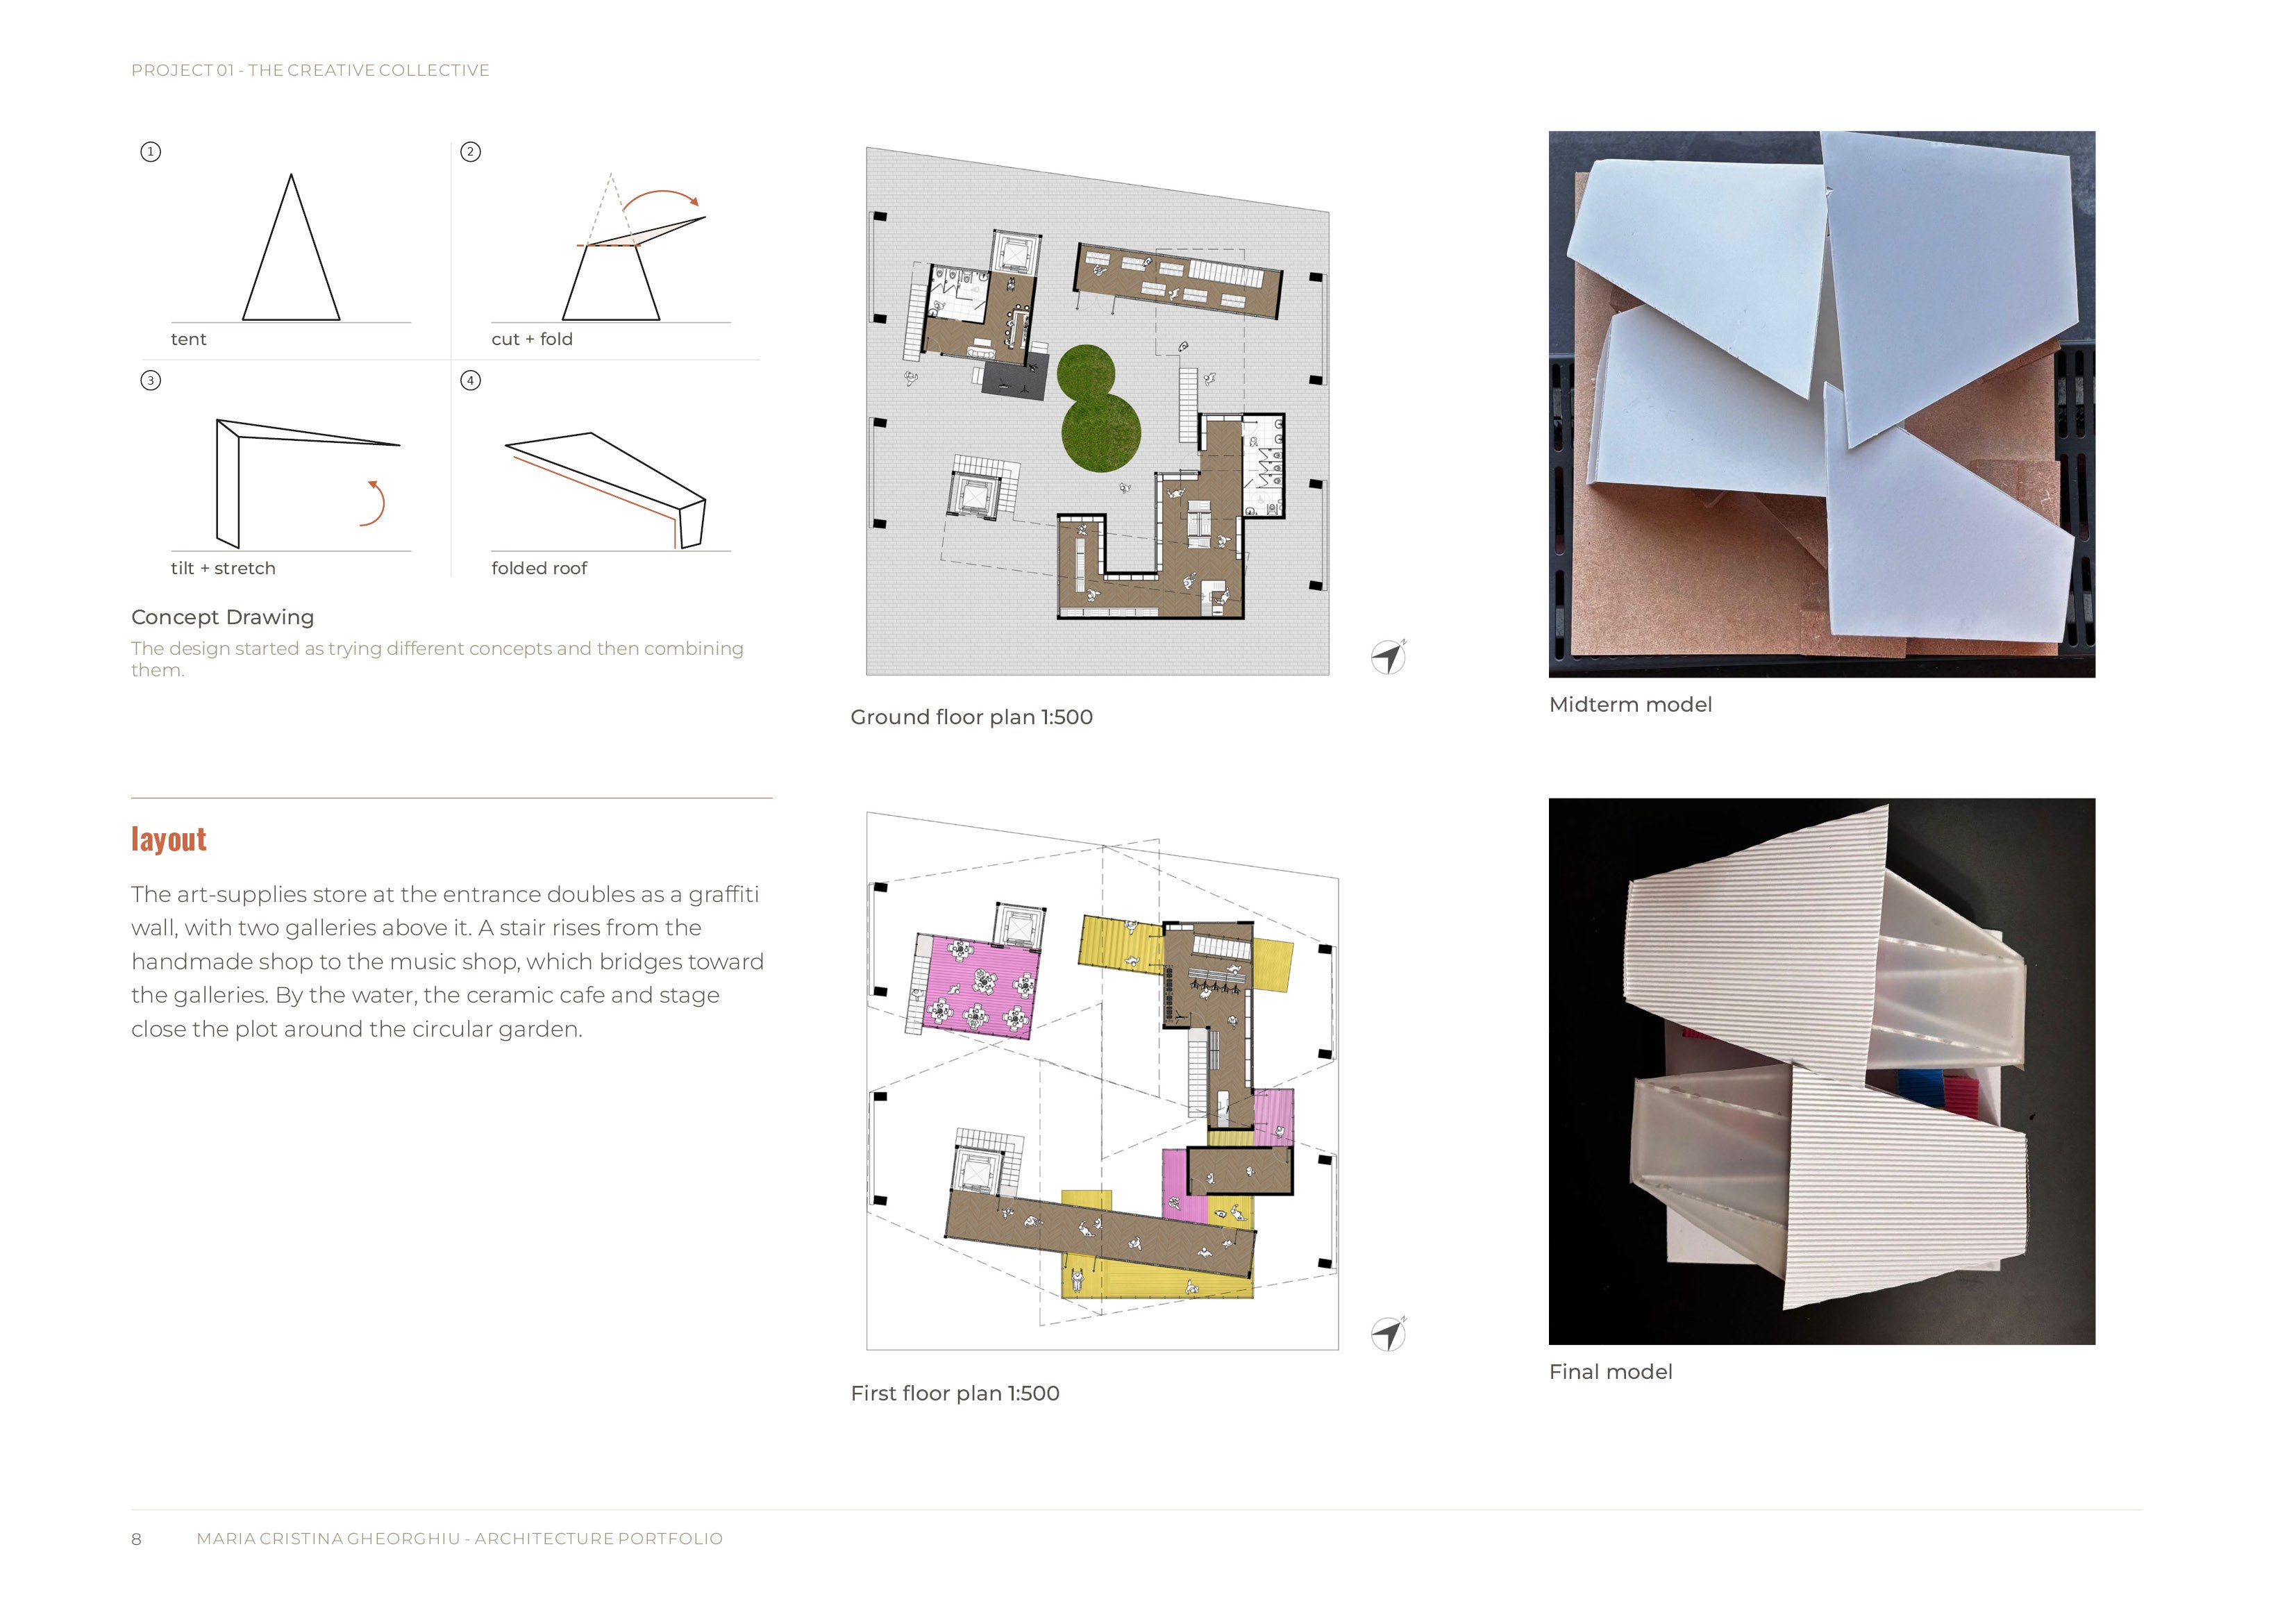 PROJECT 01 - THE CREATIVE COLLECTIVE
1
tent
2
cut + fold
3
tilt + stretch
4
folded roof
Concept Drawing
The design started as trying different concepts and then combining
them.
layout
The art-supplies store at the entrance doubles as a graffiti
wall, with two galleries above it. A stair rises from the
handmade shop to the music shop, which bridges toward
the galleries. By the water, the ceramic cafe and stage
close the plot around the circular garden.
N
Ground floor plan 1:500
N
First floor plan 1:500
Midterm model
Final model
8 MARIA CRISTINA GHEORGHIU - ARCHITECTURE PORTFOLIO